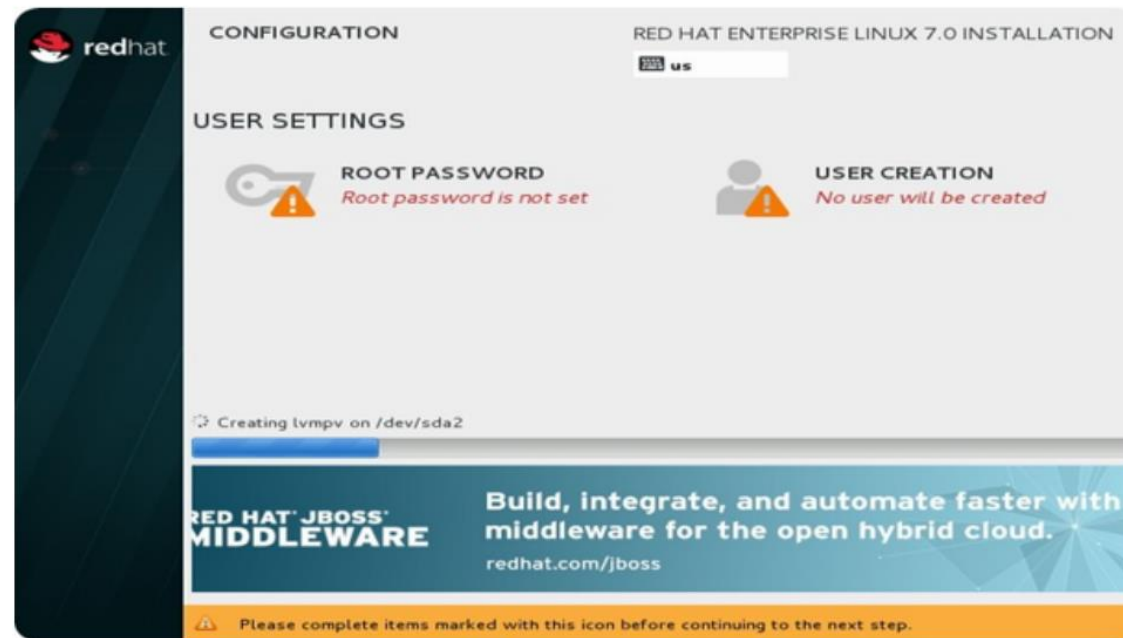 redhat.
CONFIGURATION
RED HAT ENTERPRISE LINUX 7.0 INSTALLATION
us
USER SETTINGS
ROOT PASSWORD
Root password is not set
USER CREATION
No user will be created
Creating lvmpv on /dev/sda2
RED HAT JBOSS
MIDDLEWARE
Build, integrate, and automate faster with
middleware for the open hybrid cloud.
redhat.com/jboss
Please complete items marked with this icon before continuing to the next step.